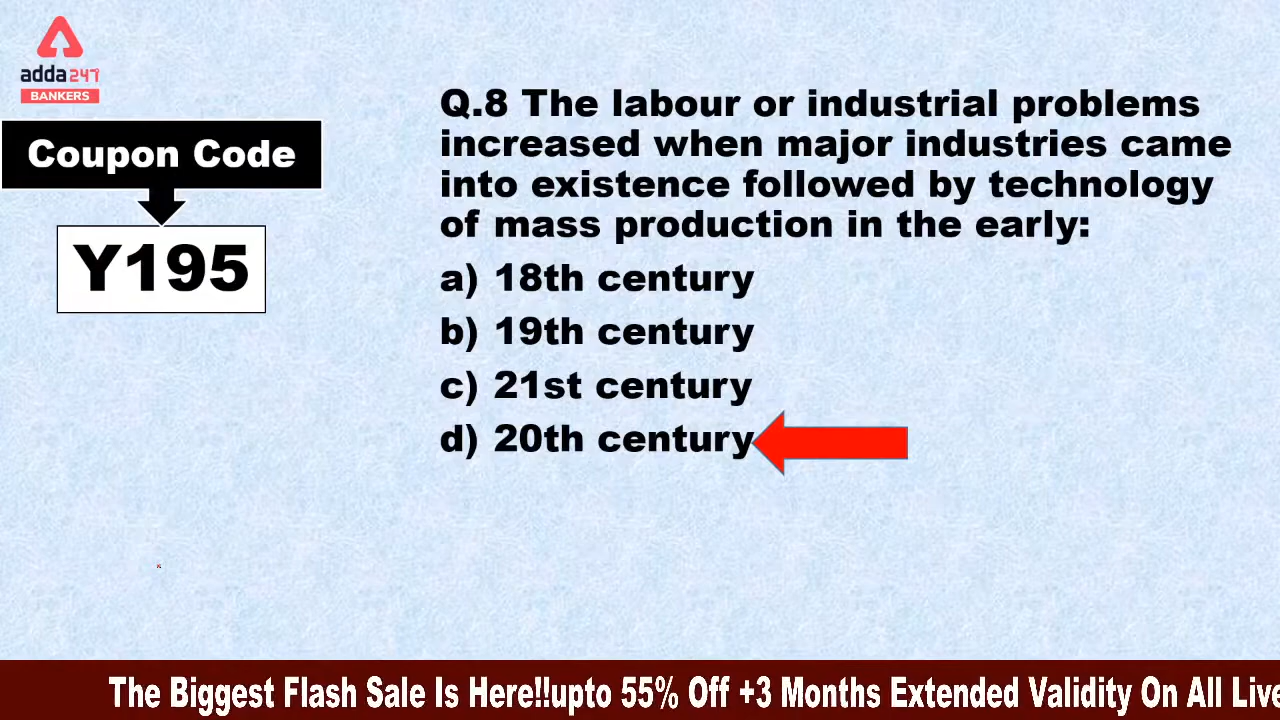 adda247
BANKERS
Coupon Code
Y195
Q.8 The labour or industrial problems
increased when major industries came
into existence followed by technology
of mass production in the early:
a) 18th century
b) 19th century
c) 21st century
d) 20th century
The Biggest Flash Sale Is Here!!upto 55% Off +3 Months Extended Validity On All Live